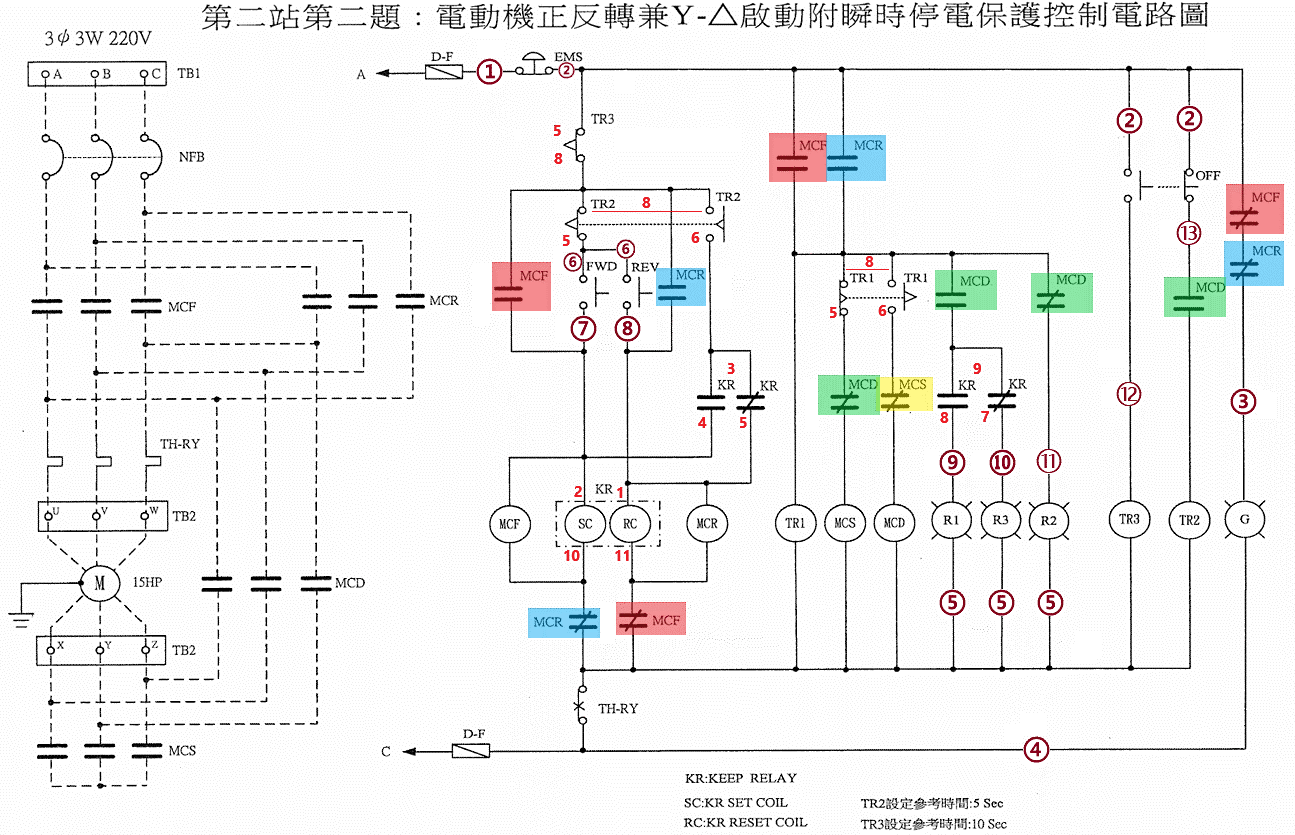 第二站第二題：電動機正反轉兼Y-△啟動附瞬時停電保護控制電路圖
3φ 3W 220V
A B C TB1
NFB
MCF
MCR
TH-RY
U V W TB2
M 15HP
MCD
X Y Z TB2
MCS
A D-F ① EMS ②
5 TR3
8
TR2 8 TR2
5 6
⑥ ⑥
FWD REV
MCF MCR
⑦ ⑧
3
KR KR
4 5
2 KR 1
MCF SC RC MCR
10 11
MCR MCF
TH-RY
C D-F ④
MCF MCR
8
TR1 TR1
5 6
MCD MCD
MCD MCS
9
KR KR
8 7
⑨ ⑩ ⑪
TR1 MCS MCD R1 R3 R2
⑤ ⑤ ⑤
② ②
OFF
⑬
MCD
⑫
TR3 TR2
MCF
MCR
③
G
KR:KEEP RELAY
SC:KR SET COIL
RC:KR RESET COIL
TR2設定參考時間:5 Sec
TR3設定參考時間:10 Sec